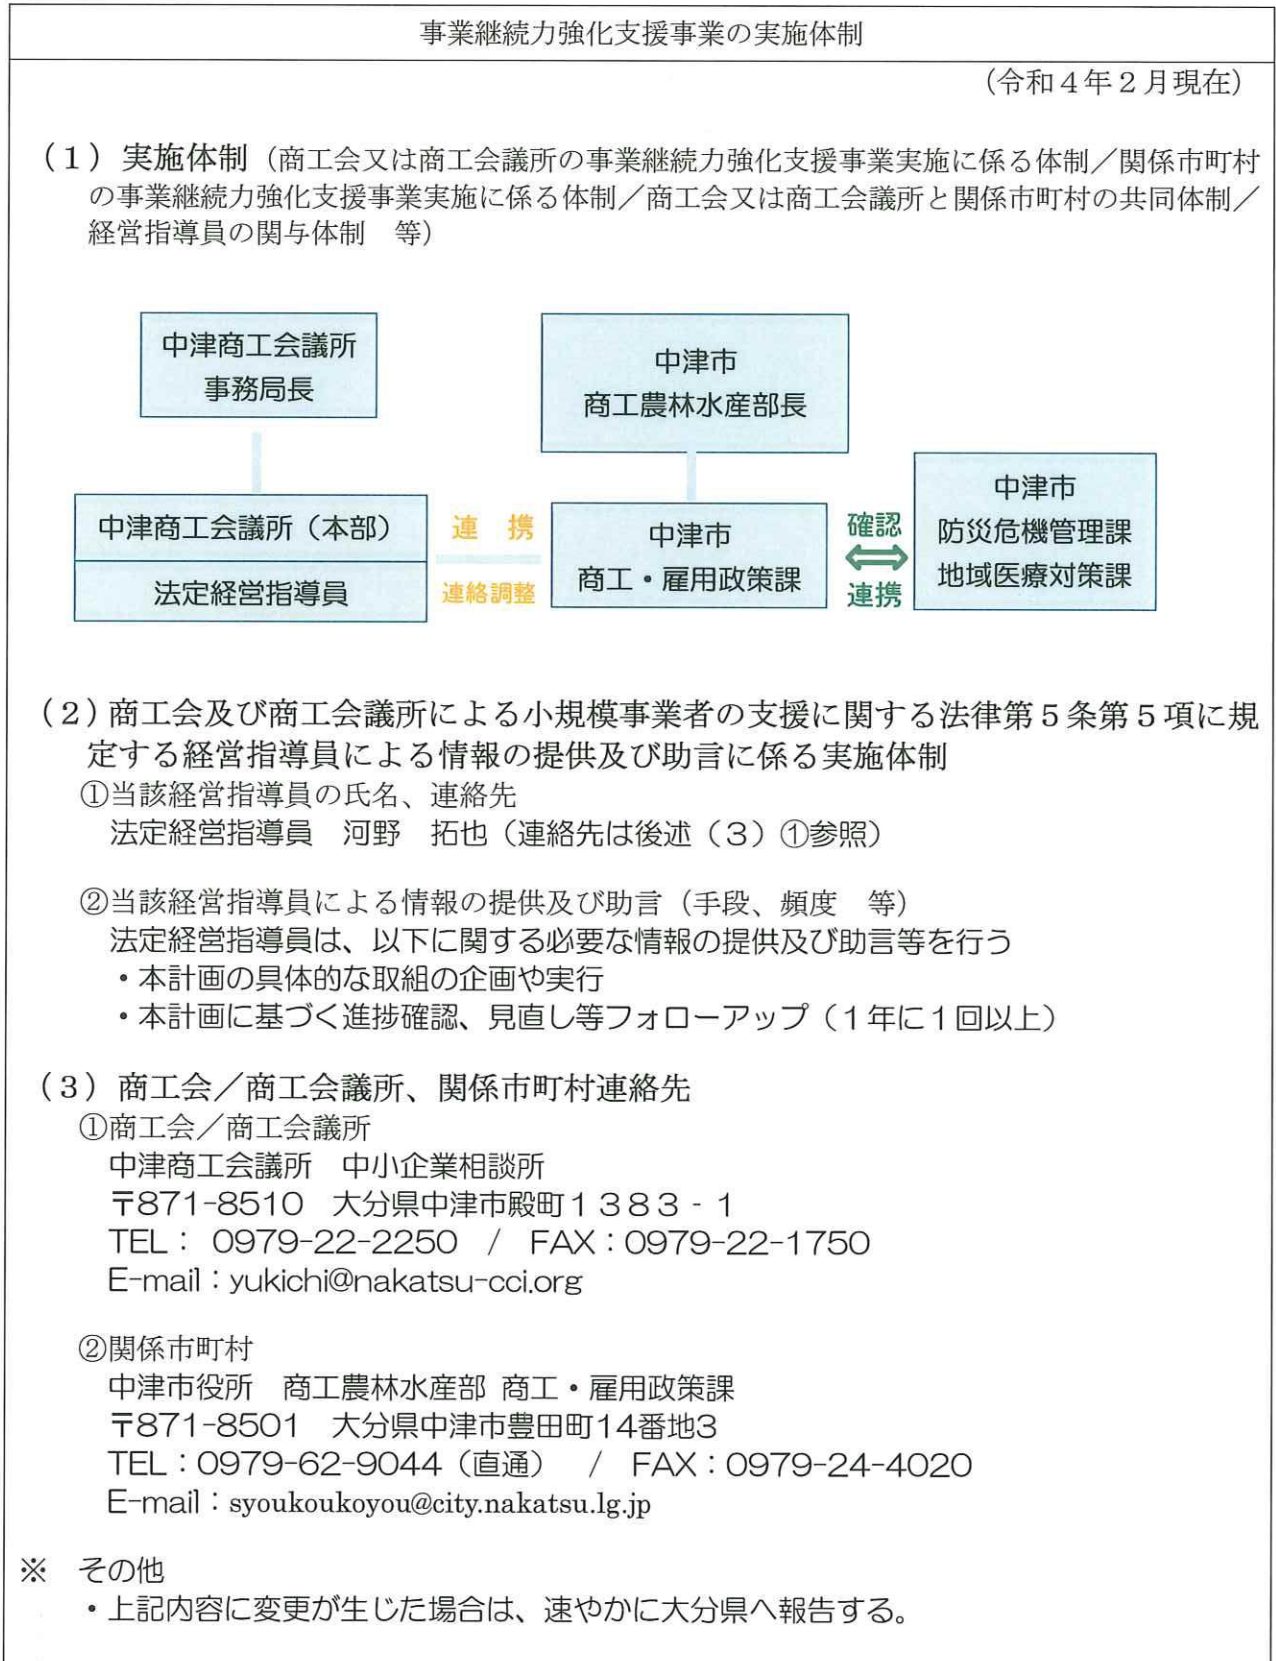 事業継続力強化支援事業の実施体制
（令和４年２月現在）
（１）実施体制（商工会又は商工会議所の事業継続力強化支援事業実施に係る体制／関係市町村
の事業継続力強化支援事業実施に係る体制／商工会又は商工会議所と関係市町村の共同体制／
経営指導員の関与体制　等）
中津商工会議所
事務局長
中津市
商工農林水産部長
中津商工会議所（本部）
法定経営指導員
連　携
連絡調整
中津市
商工・雇用政策課
確認
連携
中津市
防災危機管理課
地域医療対策課
（２）商工会及び商工会議所による小規模事業者の支援に関する法律第５条第５項に規
定する経営指導員による情報の提供及び助言に係る実施体制
①当該経営指導員の氏名、連絡先
法定経営指導員　河野　拓也（連絡先は後述（３）①参照）
②当該経営指導員による情報の提供及び助言（手段、頻度　等）
法定経営指導員は、以下に関する必要な情報の提供及び助言等を行う
・本計画の具体的な取組の企画や実行
・本計画に基づく進捗確認、見直し等フォローアップ（１年に１回以上）
（３）商工会／商工会議所、関係市町村連絡先
①商工会／商工会議所
中津商工会議所　中小企業相談所
〒871-8510　大分県中津市殿町１３８３‐１
TEL： 0979-22-2250 / FAX：0979-22-1750
E-mail：yukichi@nakatsu-cci.org
②関係市町村
中津市役所　商工農林水産部 商工・雇用政策課
〒871-8501　大分県中津市豊田町14番地3
TEL：0979-62-9044（直通）　/ FAX：0979-24-4020
E-mail：syoukoukoyou@city.nakatsu.lg.jp
※　その他
・上記内容に変更が生じた場合は、速やかに大分県へ報告する。